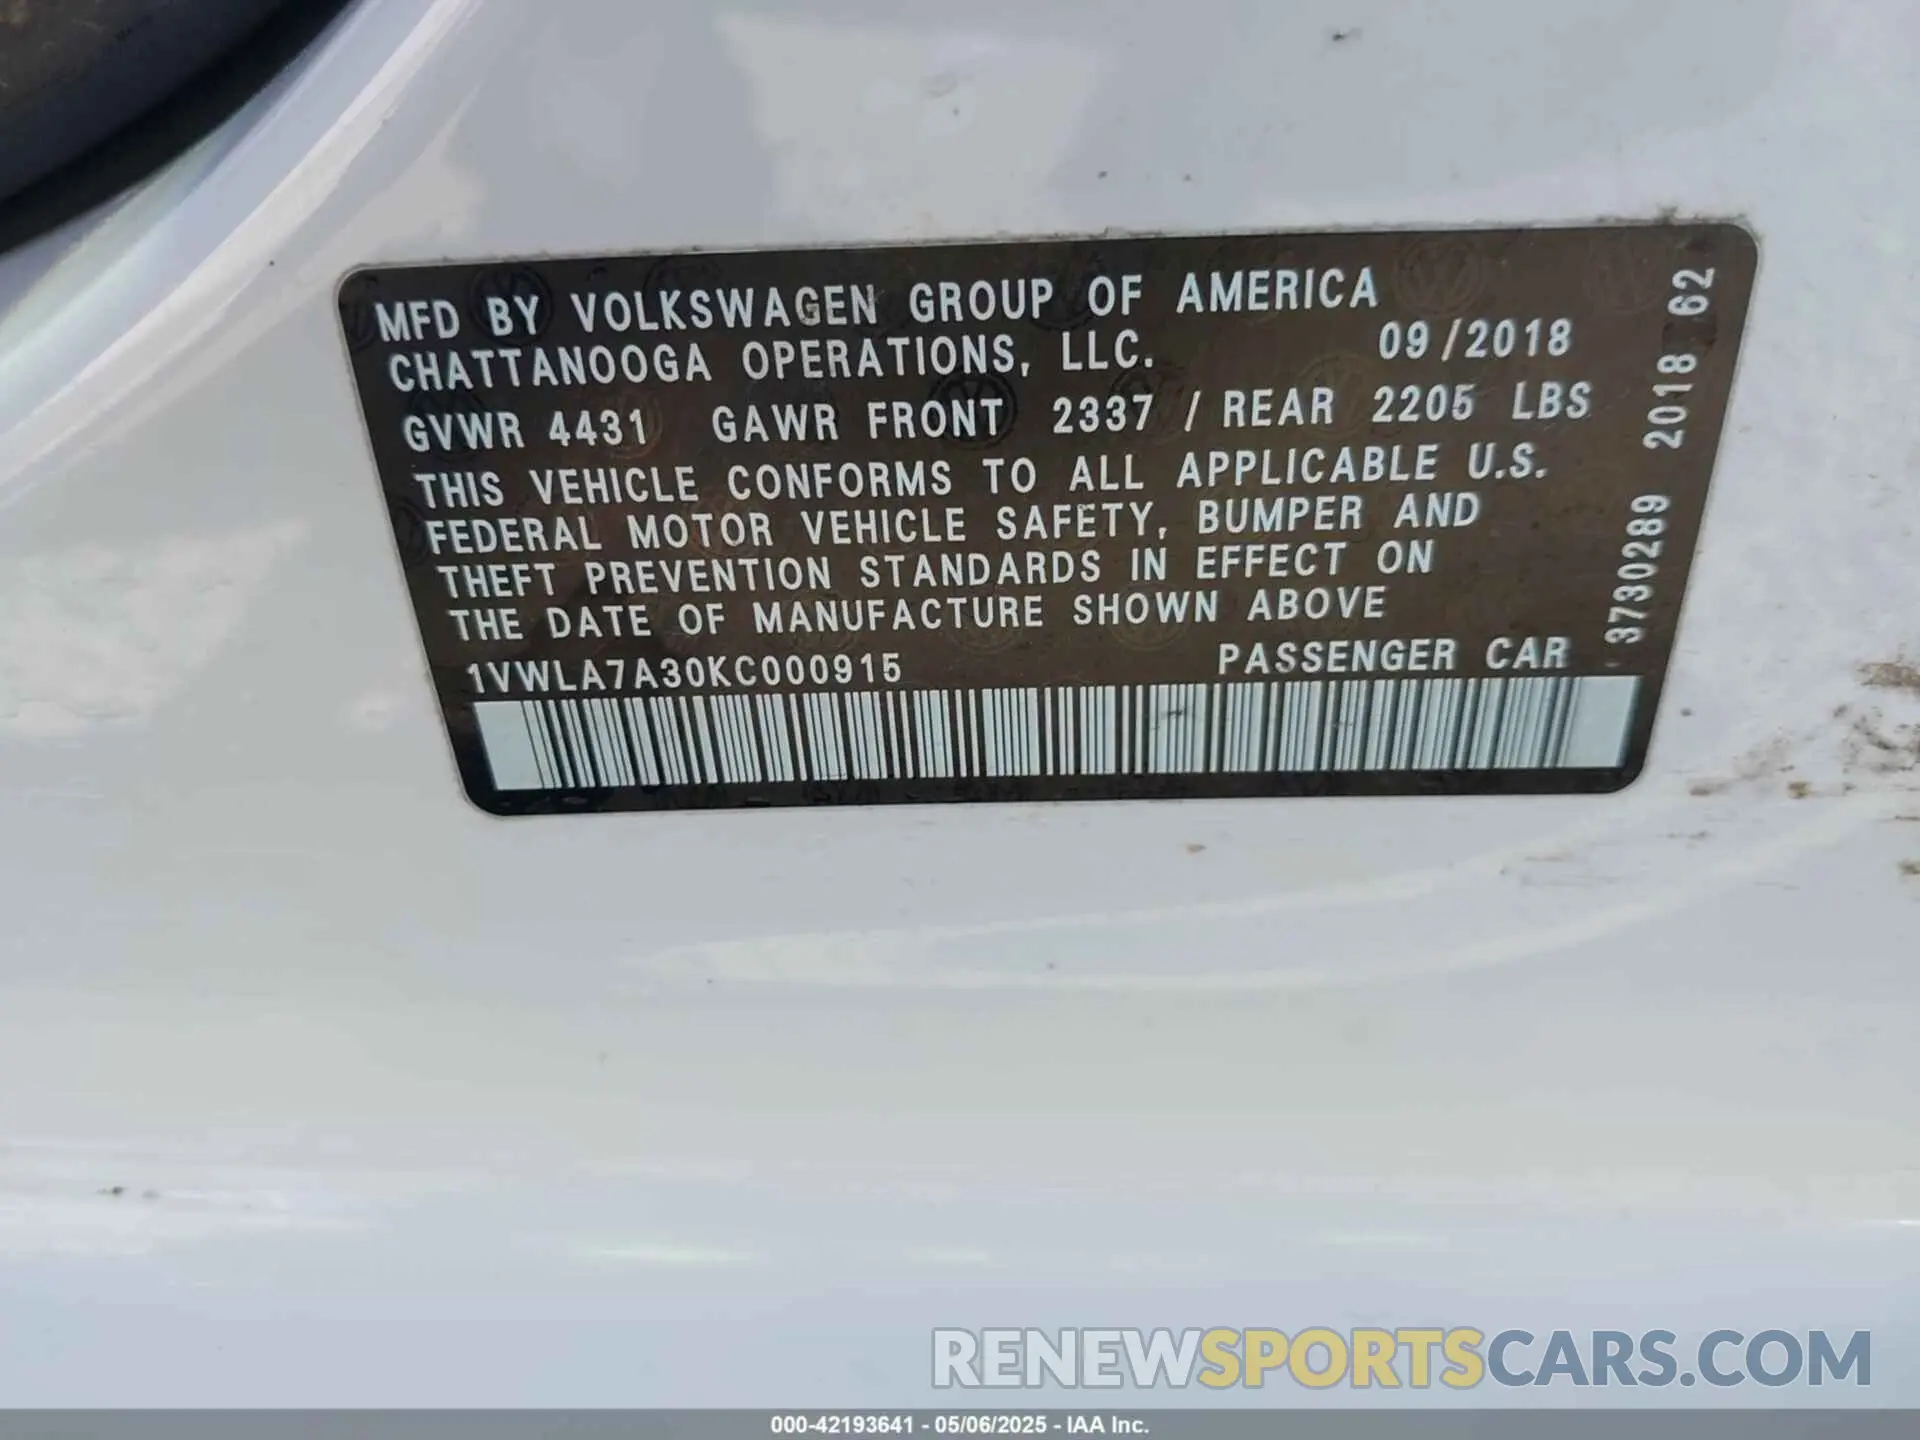 MFD BY VOLKSWAGEN GROUP OF AMERICA
CHATTANOOGA OPERATIONS, LLC. 09/2018
GVWR 4431 GAWR FRONT 2337 / REAR 2205 LBS
THIS VEHICLE CONFORMS TO ALL APPLICABLE U.S.
FEDERAL MOTOR VEHICLE SAFETY, BUMPER AND
THEFT PREVENTION STANDARDS IN EFFECT ON
THE DATE OF MANUFACTURE SHOWN ABOVE
1VWLA7A30KC000915 PASSENGER CAR
3730289 2018 62
RENEWSPORTSCARS.COM
000-42193641 - 05/06/2025 - IAA Inc.